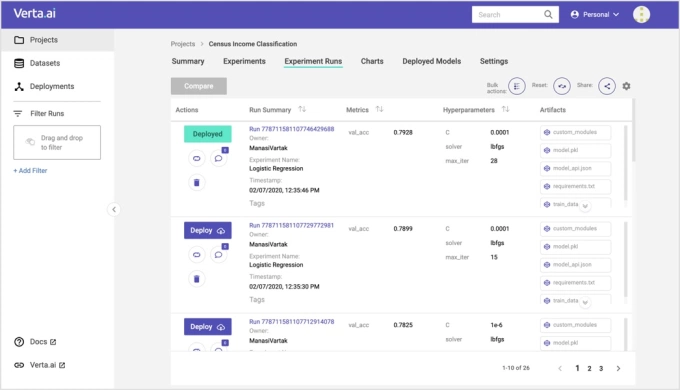 Verta.ai
Search
Personal
Projects
Datasets
Deployments
Filter Runs
Drag and drop
to filter
+ Add Filter
Docs
Verta.ai
Projects > Census Income Classification
Summary Experiments Experiment Runs Charts Deployed Models Settings
Compare
Bulk
actions:
Reset:
Share:
Actions Run Summary Metrics Hyperparameters Artifacts
Deployed
Run 778711581107746429688
Owner:
ManasiVartak
Experiment Name:
Logistic Regression
Timestamp:
02/07/2020, 12:35:46 PM
Tags
val_acc 0.7928
C 0.0001
solver lbfgs
max_iter 28
custom_modules
model.pkl
model_api.json
requirements.txt
train_data
Deploy
Run 778711581107729772981
Owner:
ManasiVartak
Experiment Name:
Logistic Regression
Timestamp:
02/07/2020, 12:35:30 PM
Tags
val_acc 0.7899
C 0.0001
solver lbfgs
max_iter 15
custom_modules
model.pkl
model_api.json
requirements.txt
train_data
Deploy
Run 778711581107712914078
Owner:
ManasiVartak
val_acc 0.7825
C 1e-6
solver lbfgs
custom_modules
model.pkl
1-10 of 26
< 1 2 3 >